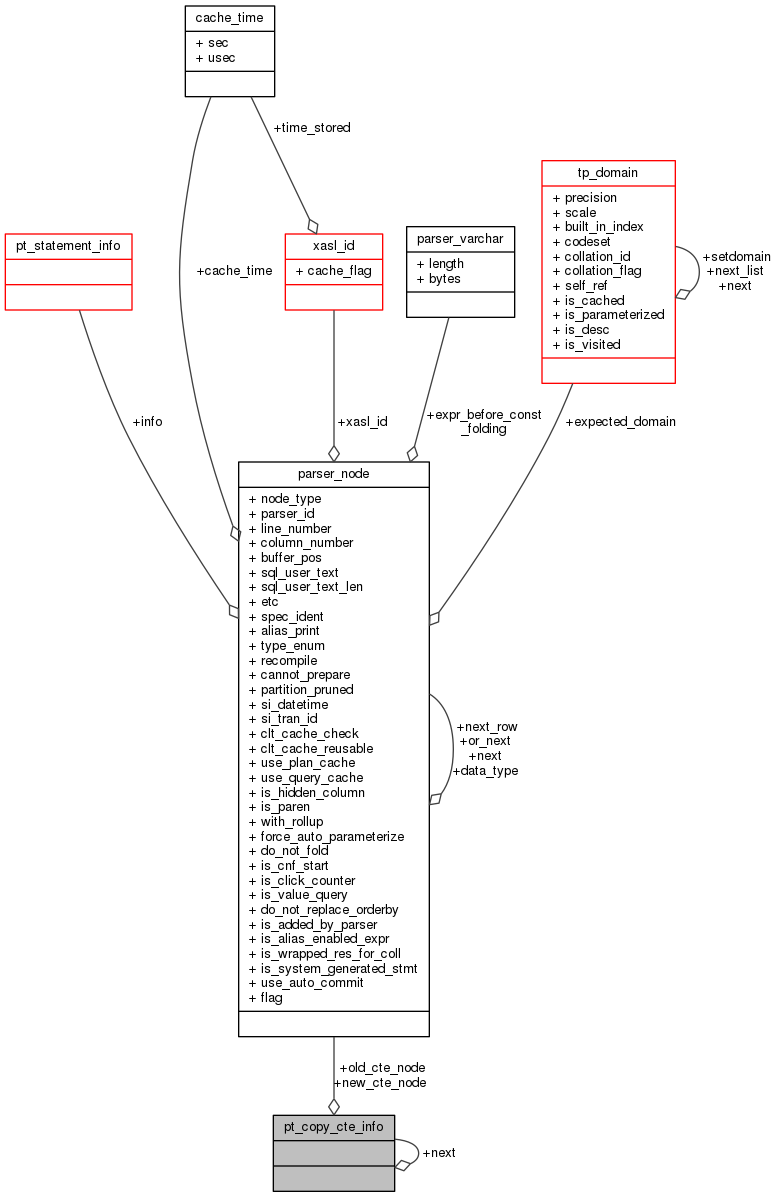 cache_time
+ sec
+ usec
+time_stored
tp_domain
+ precision
+ scale
+ built_in_index
+ codeset
+ collation_id
+ collation_flag
+ self_ref
+ is_cached
+ is_parameterized
+ is_desc
+ is_visited
+setdomain
+next_list
+next
pt_statement_info
+cache_time
xasl_id
+ cache_flag
parser_varchar
+ length
+ bytes
+info
+xasl_id
+expr_before_const
_folding
+expected_domain
parser_node
+ node_type
+ parser_id
+ line_number
+ column_number
+ buffer_pos
+ sql_user_text
+ sql_user_text_len
+ etc
+ spec_ident
+ alias_print
+ type_enum
+ recompile
+ cannot_prepare
+ partition_pruned
+ si_datetime
+ si_tran_id
+ clt_cache_check
+ clt_cache_reusable
+ use_plan_cache
+ use_query_cache
+ is_hidden_column
+ is_paren
+ with_rollup
+ force_auto_parameterize
+ do_not_fold
+ is_cnf_start
+ is_click_counter
+ is_value_query
+ do_not_replace_orderby
+ is_added_by_parser
+ is_alias_enabled_expr
+ is_wrapped_res_for_coll
+ is_system_generated_stmt
+ use_auto_commit
+ flag
+next_row
+or_next
+next
+data_type
+old_cte_node
+new_cte_node
pt_copy_cte_info
+next